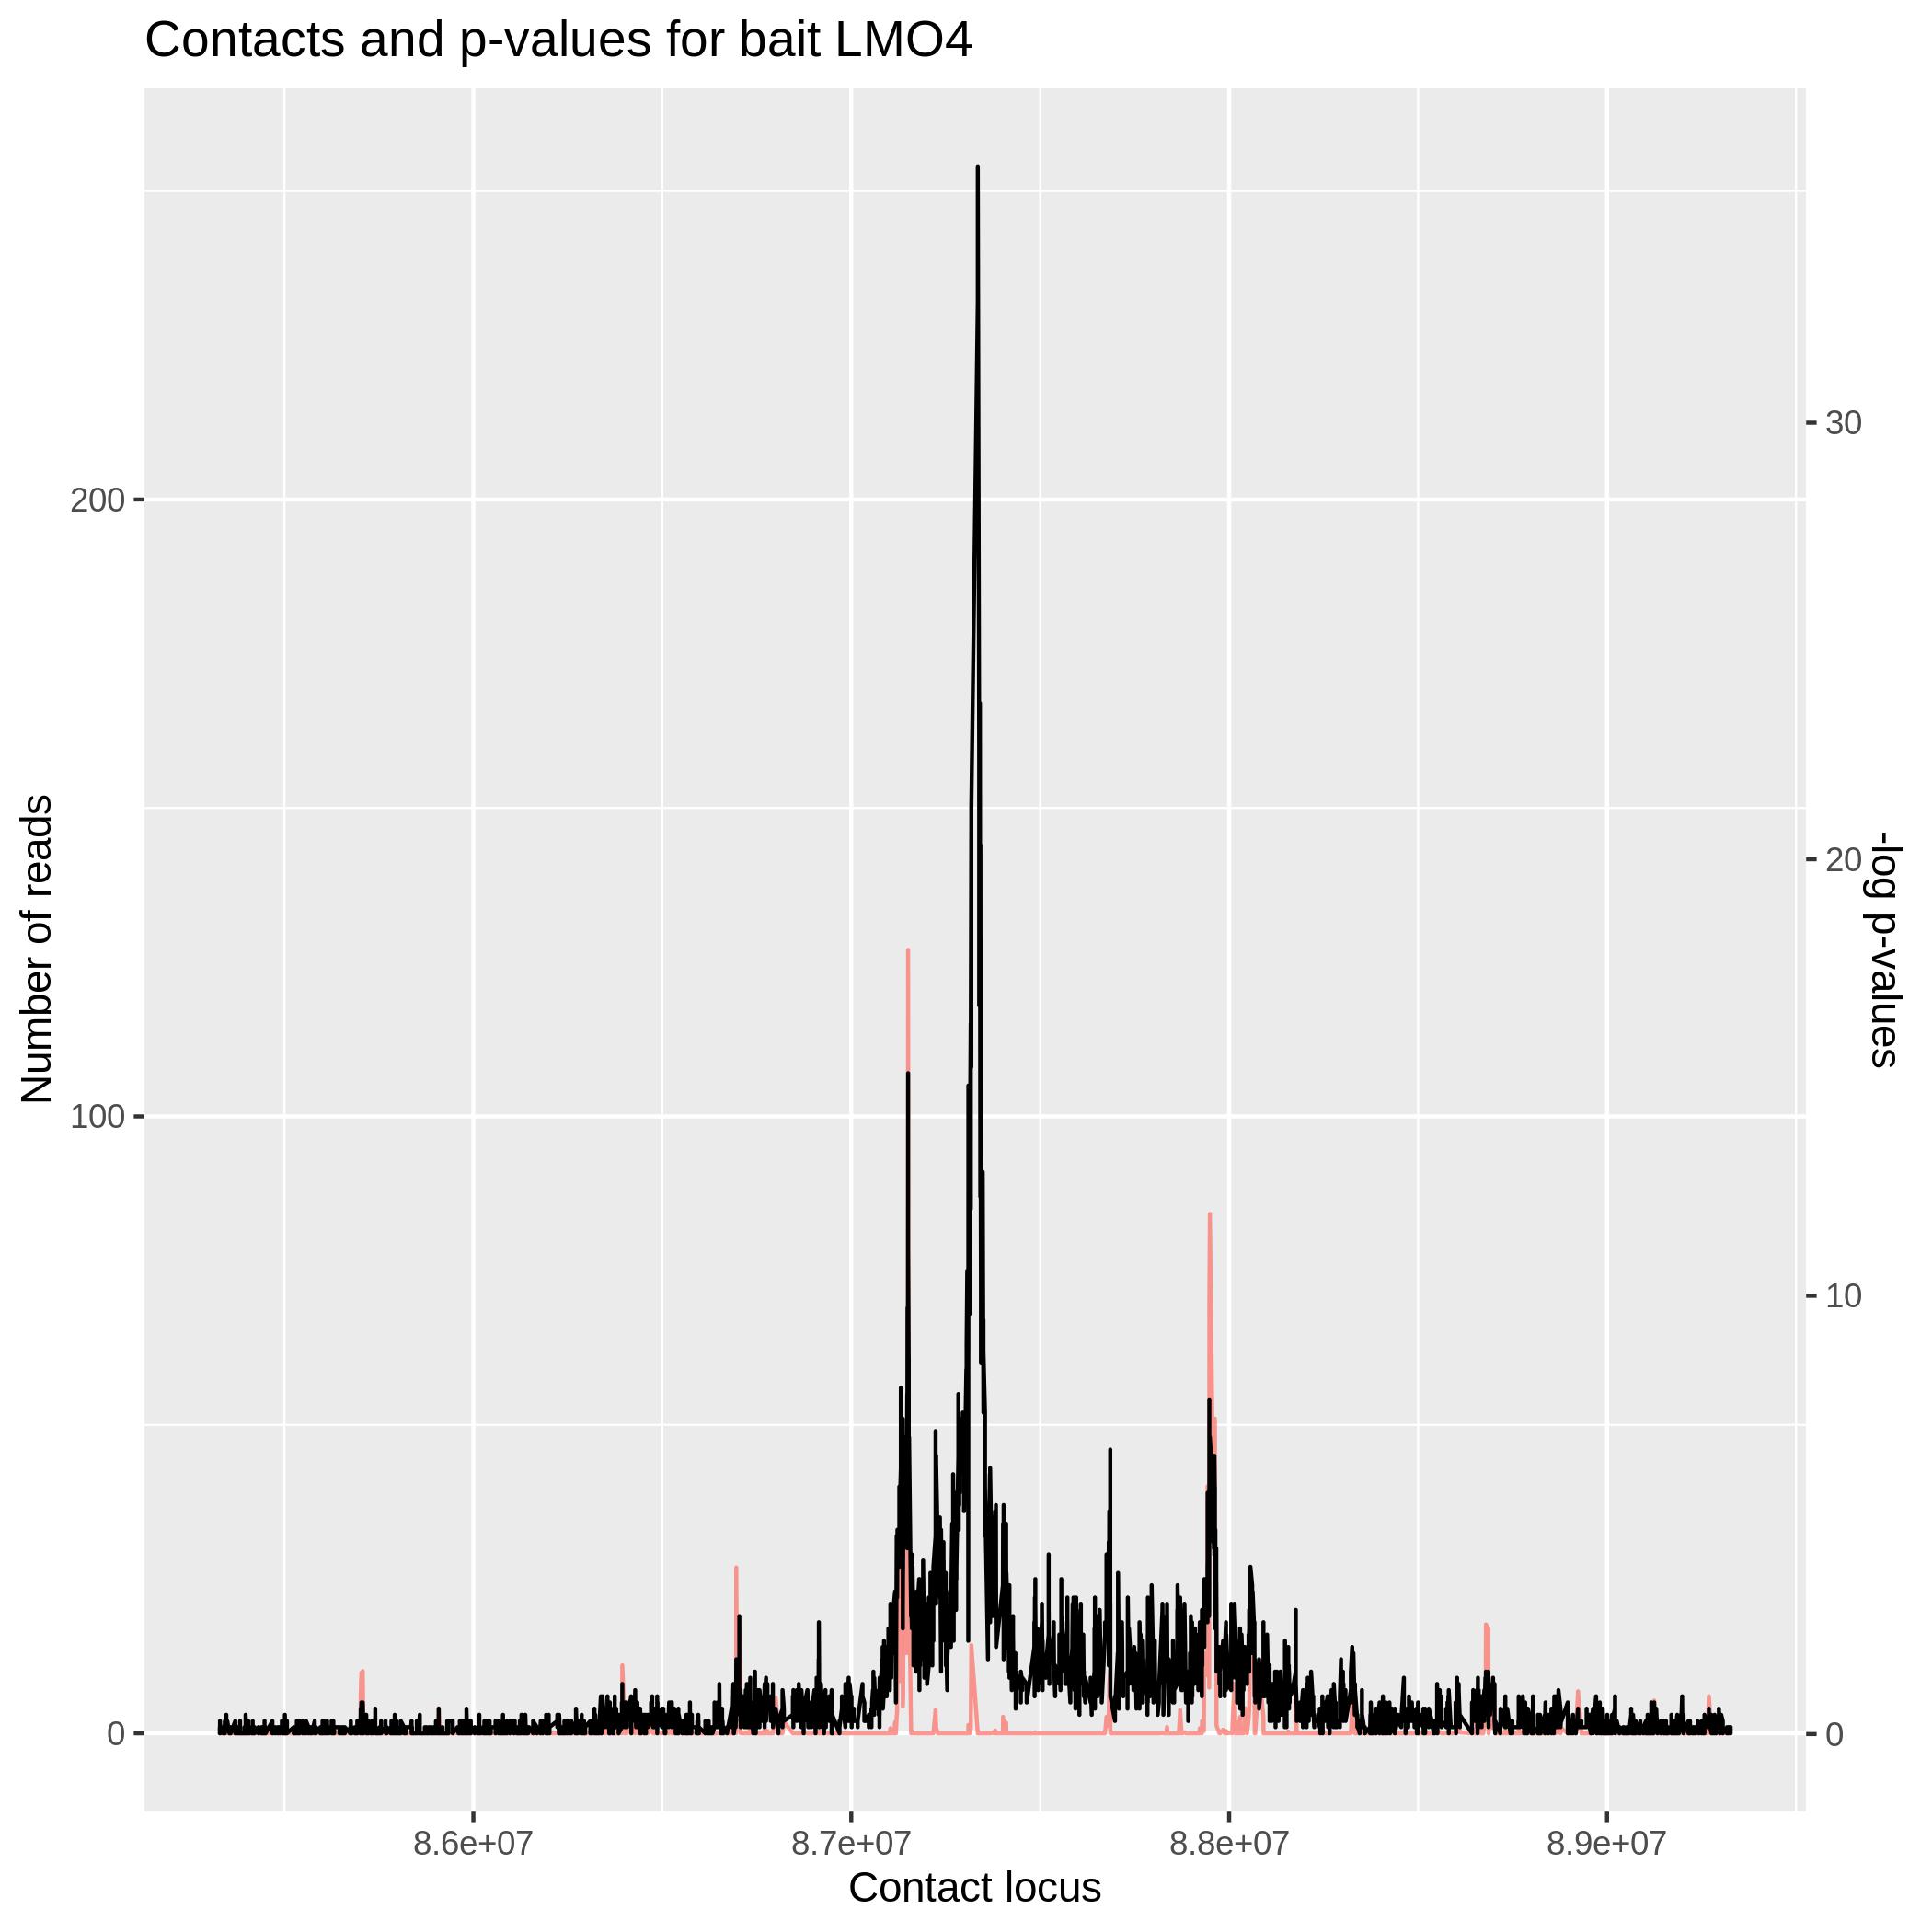 Contacts and p-values for bait LMO4
Number of reads
200
100
0
30
20
10
0
-log p-values
8.6e+07
8.7e+07
8.8e+07
8.9e+07
Contact locus